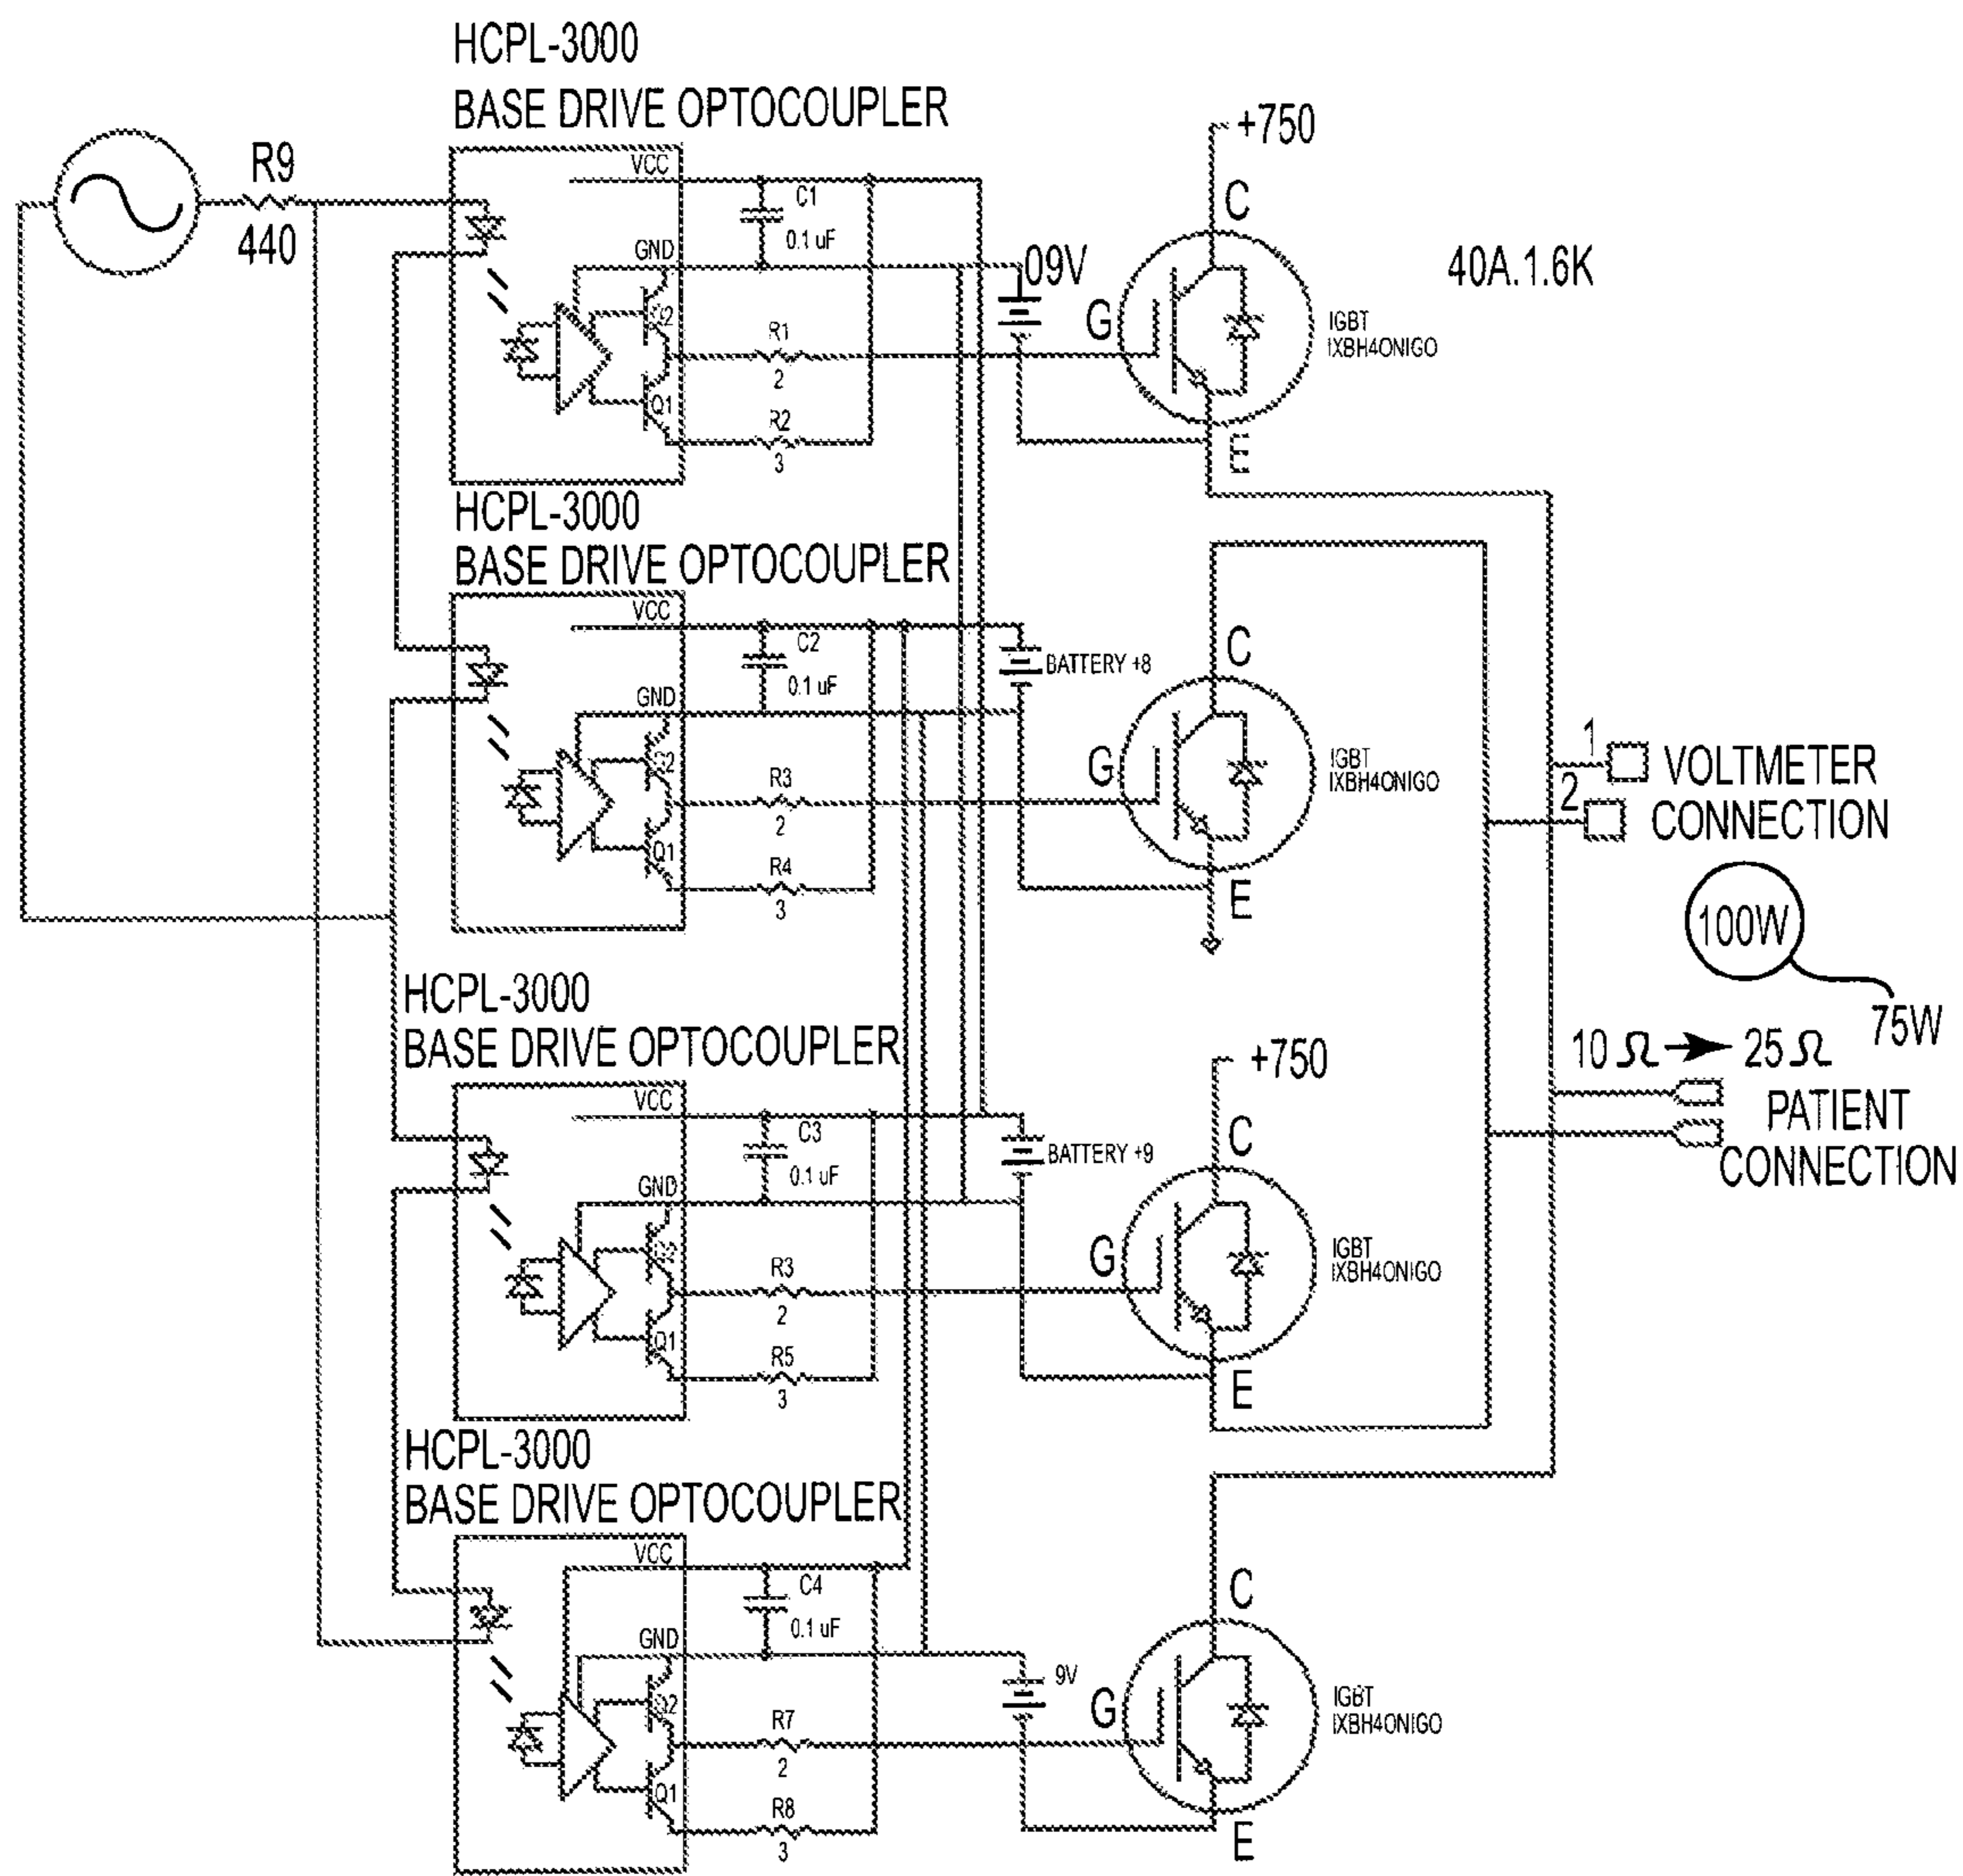 HCPL-3000
BASE DRIVE OPTOCOUPLER
R9
440
VCC
C1
0.1 uF
GND
Q2
R1
2
Q1
R2
3
09V
+750
C
G
E
40A.1.6K
IGBT
IXBH4ONIGO
HCPL-3000
BASE DRIVE OPTOCOUPLER
VCC
C2
0.1 uF
GND
Q2
R3
2
Q1
R4
3
BATTERY +8
C
G
E
IGBT
IXBH4ONIGO
1
2
VOLTMETER
CONNECTION
100W
75W
10 Ω
25 Ω
PATIENT
CONNECTION
HCPL-3000
BASE DRIVE OPTOCOUPLER
VCC
C3
0.1 uF
GND
R3
2
Q1
R5
3
BATTERY +9
+750
C
G
E
IGBT
IXBH4ONIGO
HCPL-3000
BASE DRIVE OPTOCOUPLER
VCC
C4
0.1 uF
GND
Q2
R7
2
Q1
R8
3
9V
C
G
E
IGBT
IXBH4ONIGO